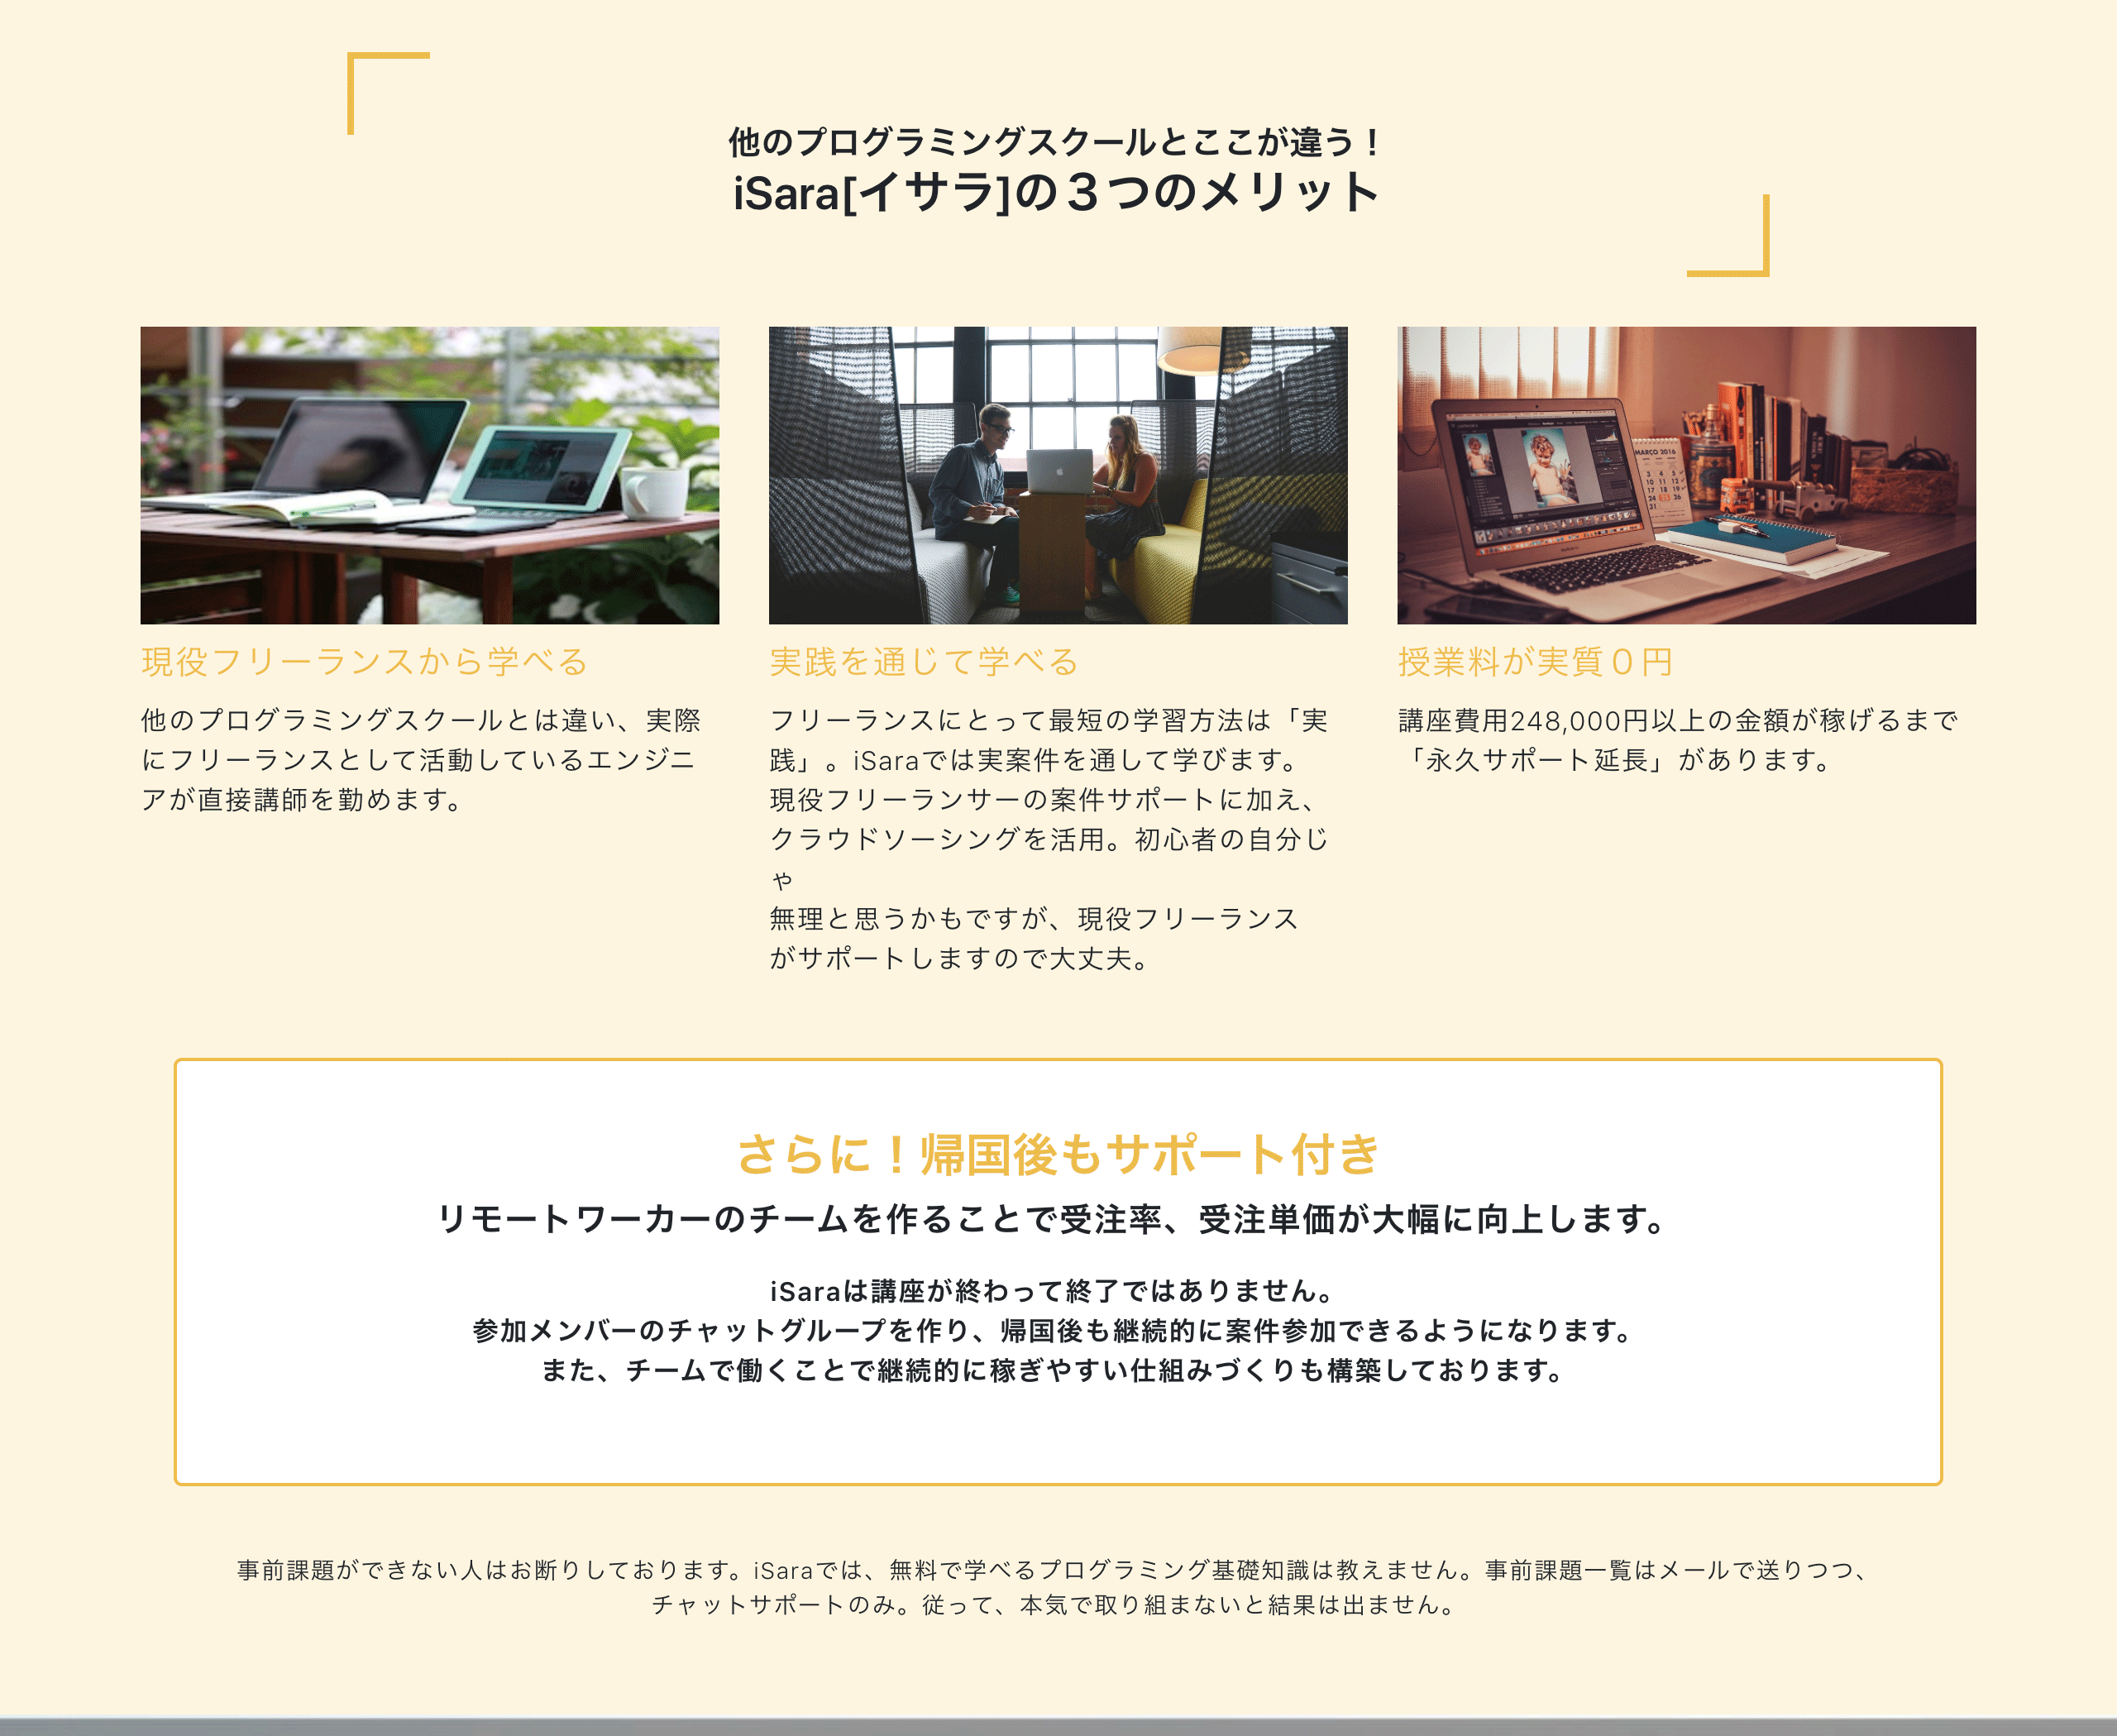 他のプログラミングスクールとここが違う！
iSara[イサラ]の３つのメリット
MARÇO 2016
現役フリーランスから学べる
他のプログラミングスクールとは違い、実際
にフリーランスとして活動しているエンジニ
アが直接講師を勤めます。
実践を通じて学べる
フリーランスにとって最短の学習方法は「実
践」。iSaraでは実案件を通して学びます。
現役フリーランサーの案件サポートに加え、
クラウドソーシングを活用。初心者の自分じ
ゃ
無理と思うかもですが、現役フリーランス
がサポートしますので大丈夫。
授業料が実質０円
講座費用248,000円以上の金額が稼げるまで
「永久サポート延長」があります。
さらに！帰国後もサポート付き
リモートワーカーのチームを作ることで受注率、受注単価が大幅に向上します。
iSaraは講座が終わって終了ではありません。
参加メンバーのチャットグループを作り、帰国後も継続的に案件参加できるようになります。
また、チームで働くことで継続的に稼ぎやすい仕組みづくりも構築しております。
事前課題ができない人はお断りしております。iSaraでは、無料で学べるプログラミング基礎知識は教えません。事前課題一覧はメールで送りつつ、
チャットサポートのみ。従って、本気で取り組まないと結果は出ません。